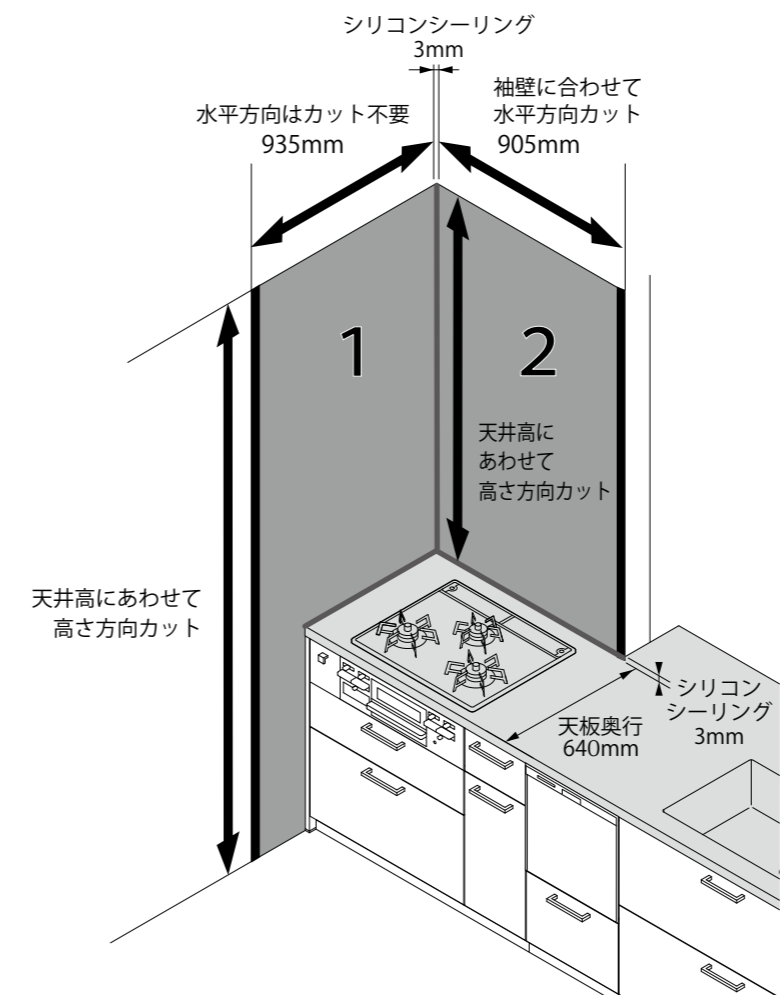 シリコンシーリング
3mm
水平方向はカット不要
935mm
袖壁に合わせて
水平方向カット
905mm
1
2
天井高に
あわせて
高さ方向カット
天井高にあわせて
高さ方向カット
シリコン
シーリング
3mm
天板奥行
640mm